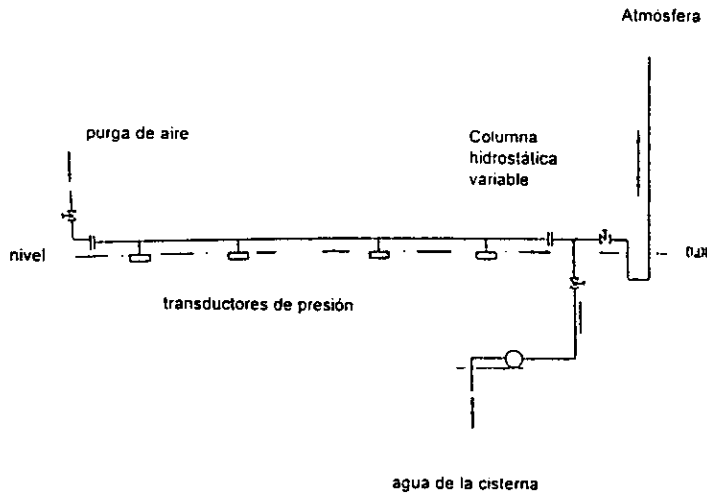 Atmósfera
purga de aire
Columna
hidrostática
variable
nivel
transductores de presión
agua de la cisterna